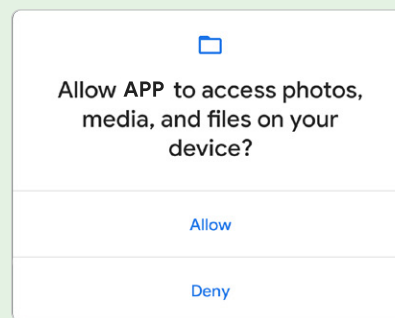 Allow APP to access photos,
media, and files on your
device?
Allow
Deny